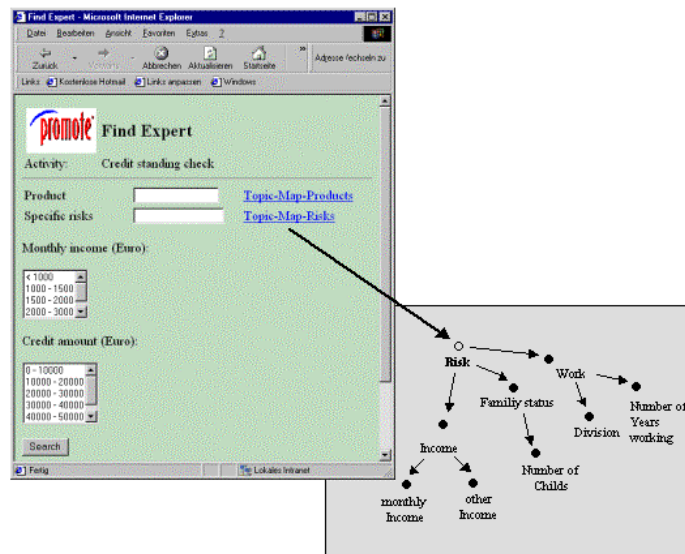 Find Expert - Microsoft Internet Explorer
Datei Bearbeiten Ansicht Favoriten Extras ?
Zurück Vorwärts Abbrechen Aktualisieren Startseite » Adresse
Links Kostenlose Hotmail Links anpassen Windows
promote Find Expert
Activity: Credit standing check
Product Topic-Map-Products
Specific risks Topic-Map-Risks
Monthly income (Euro):
< 1000
1000 - 1500
1500 - 2000
2000 - 3000
Credit amount (Euro):
0 - 10000
10000 - 20000
20000 - 30000
30000 - 40000
40000 - 50000
Search
Fertig Lokales Intranet
Risk
Work
Familiy status
Number of
Years
working
Division
Income
Number of
Childs
monthly
Income
other
Income